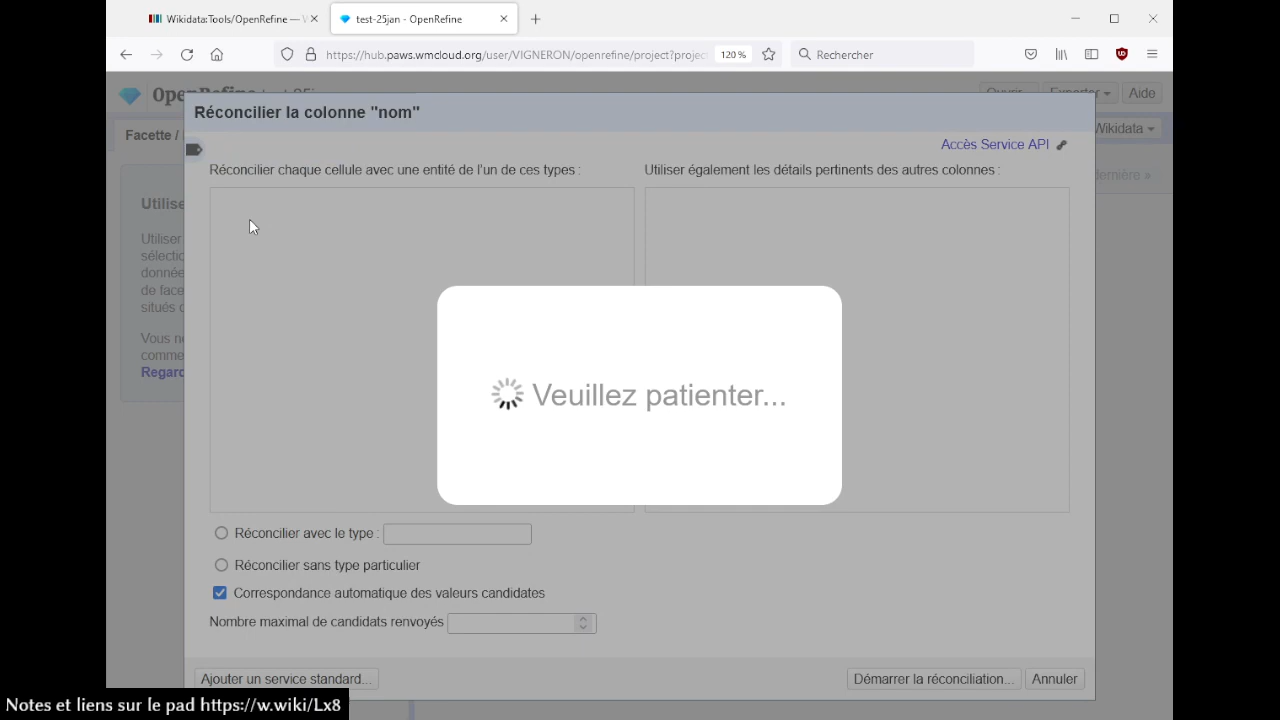 Wikidata:Tools/OpenRefine —
test-25jan - OpenRefine
https://hub.paws.wmcloud.org/user/VIGNERON/openrefine/project?projec
120 %
Rechercher
Aide
Réconcilier la colonne "nom"
Facette /
Wikidata
Accès Service API
Réconcilier chaque cellule avec une entité de l'un de ces types :
Utiliser également les détails pertinents des autres colonnes :
dernière »
Utilise
Utiliser
sélectio
donnée
de face
situés
Vous n
comme
Regard
Veuillez patienter...
Réconcilier avec le type :
Réconcilier sans type particulier
Correspondance automatique des valeurs candidates
Nombre maximal de candidats renvoyés
Ajouter un service standard...
Démarrer la réconciliation...
Annuler
Notes et liens sur le pad https://w.wiki/Lx8